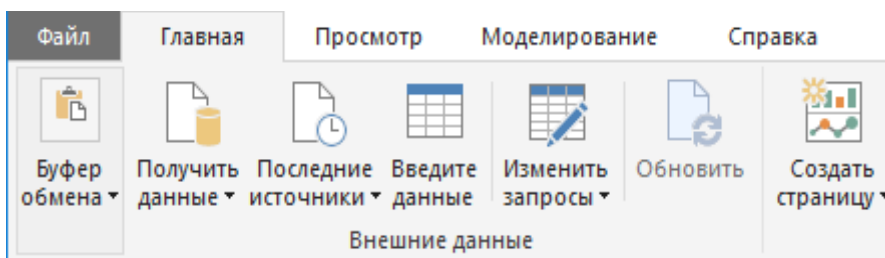 Файл Главная Просмотр Моделирование Справка
Буфер обмена
Получить данные
Последние источники
Введите данные
Изменить запросы
Обновить
Создать страницу
Внешние данные